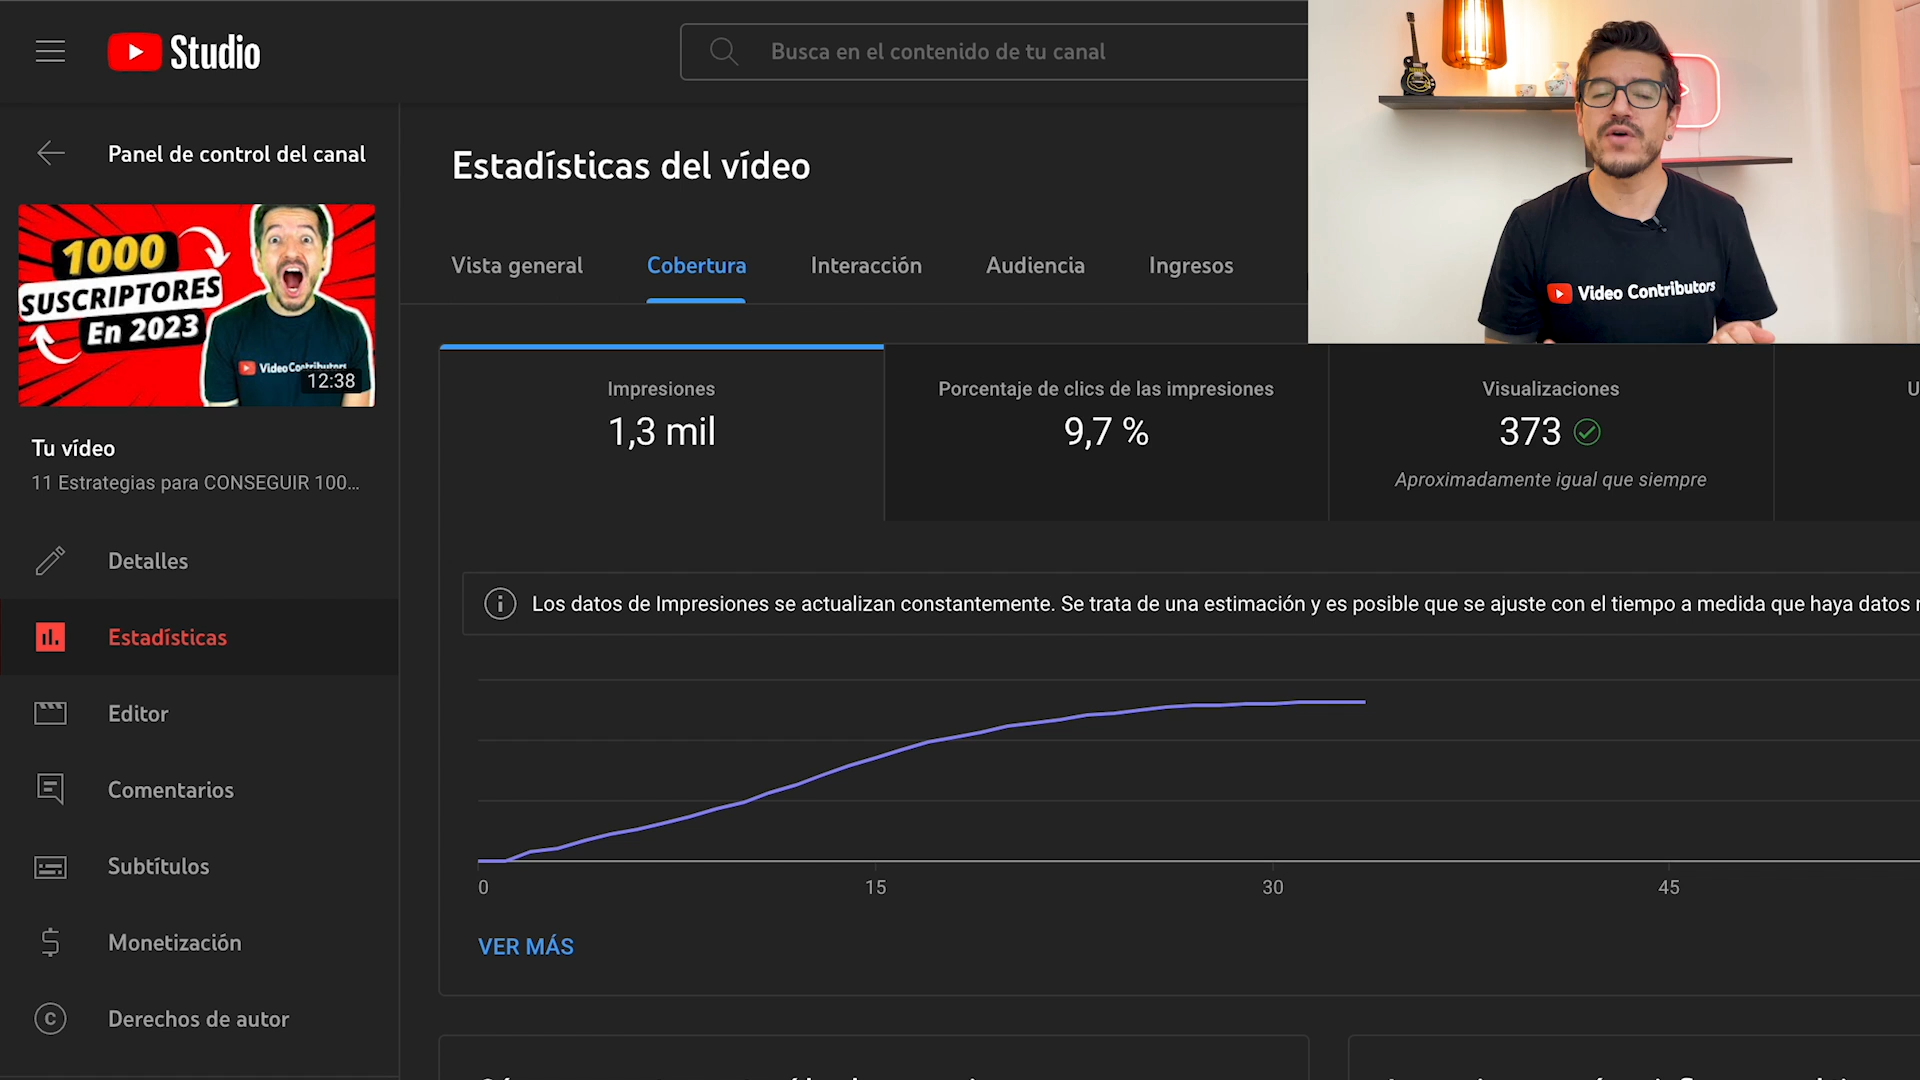 Studio
Busca en el contenido de tu canal
Panel de control del canal
1000
SUSCRIPTORES
En 2023
Video Contributors
12:38
Tu vídeo
11 Estrategias para CONSEGUIR 100...
Detalles
Estadísticas
Editor
Comentarios
Subtítulos
Monetización
Derechos de autor
Estadísticas del vídeo
Vista general
Cobertura
Interacción
Audiencia
Ingresos
Video Contributors
Impresiones
1,3 mil
Porcentaje de clics de las impresiones
9,7 %
Visualizaciones
373
Aproximadamente igual que siempre
U
Los datos de Impresiones se actualizan constantemente. Se trata de una estimación y es posible que se ajuste con el tiempo a medida que haya datos
0 15 30 45
VER MÁS